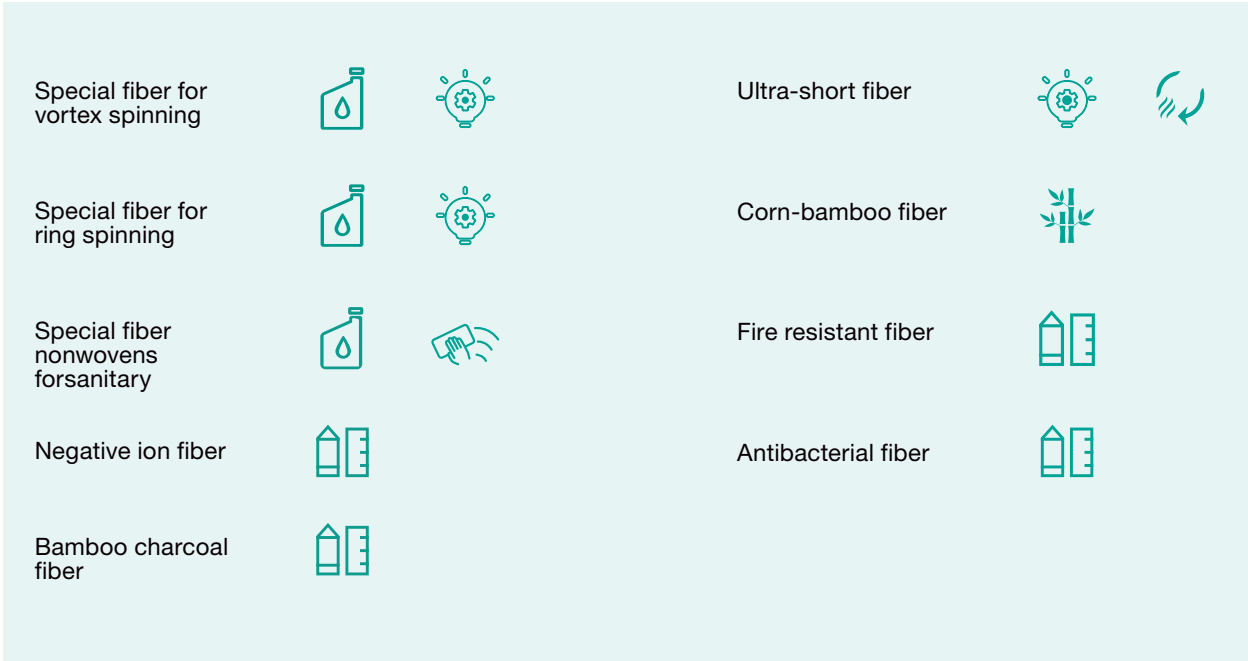 Special fiber for
vortex spinning
Special fiber for
ring spinning
Special fiber
nonwovens
forsanitary
Negative ion fiber
Bamboo charcoal
fiber
Ultra-short fiber
Corn-bamboo fiber
Fire resistant fiber
Antibacterial fiber